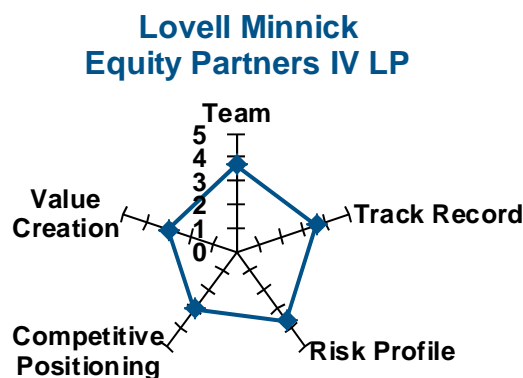 Lovell Minnick
Equity Partners IV LP
Team
5
4
3
2
1
0
Value
Creation
Track Record
Competitive
Positioning
Risk Profile